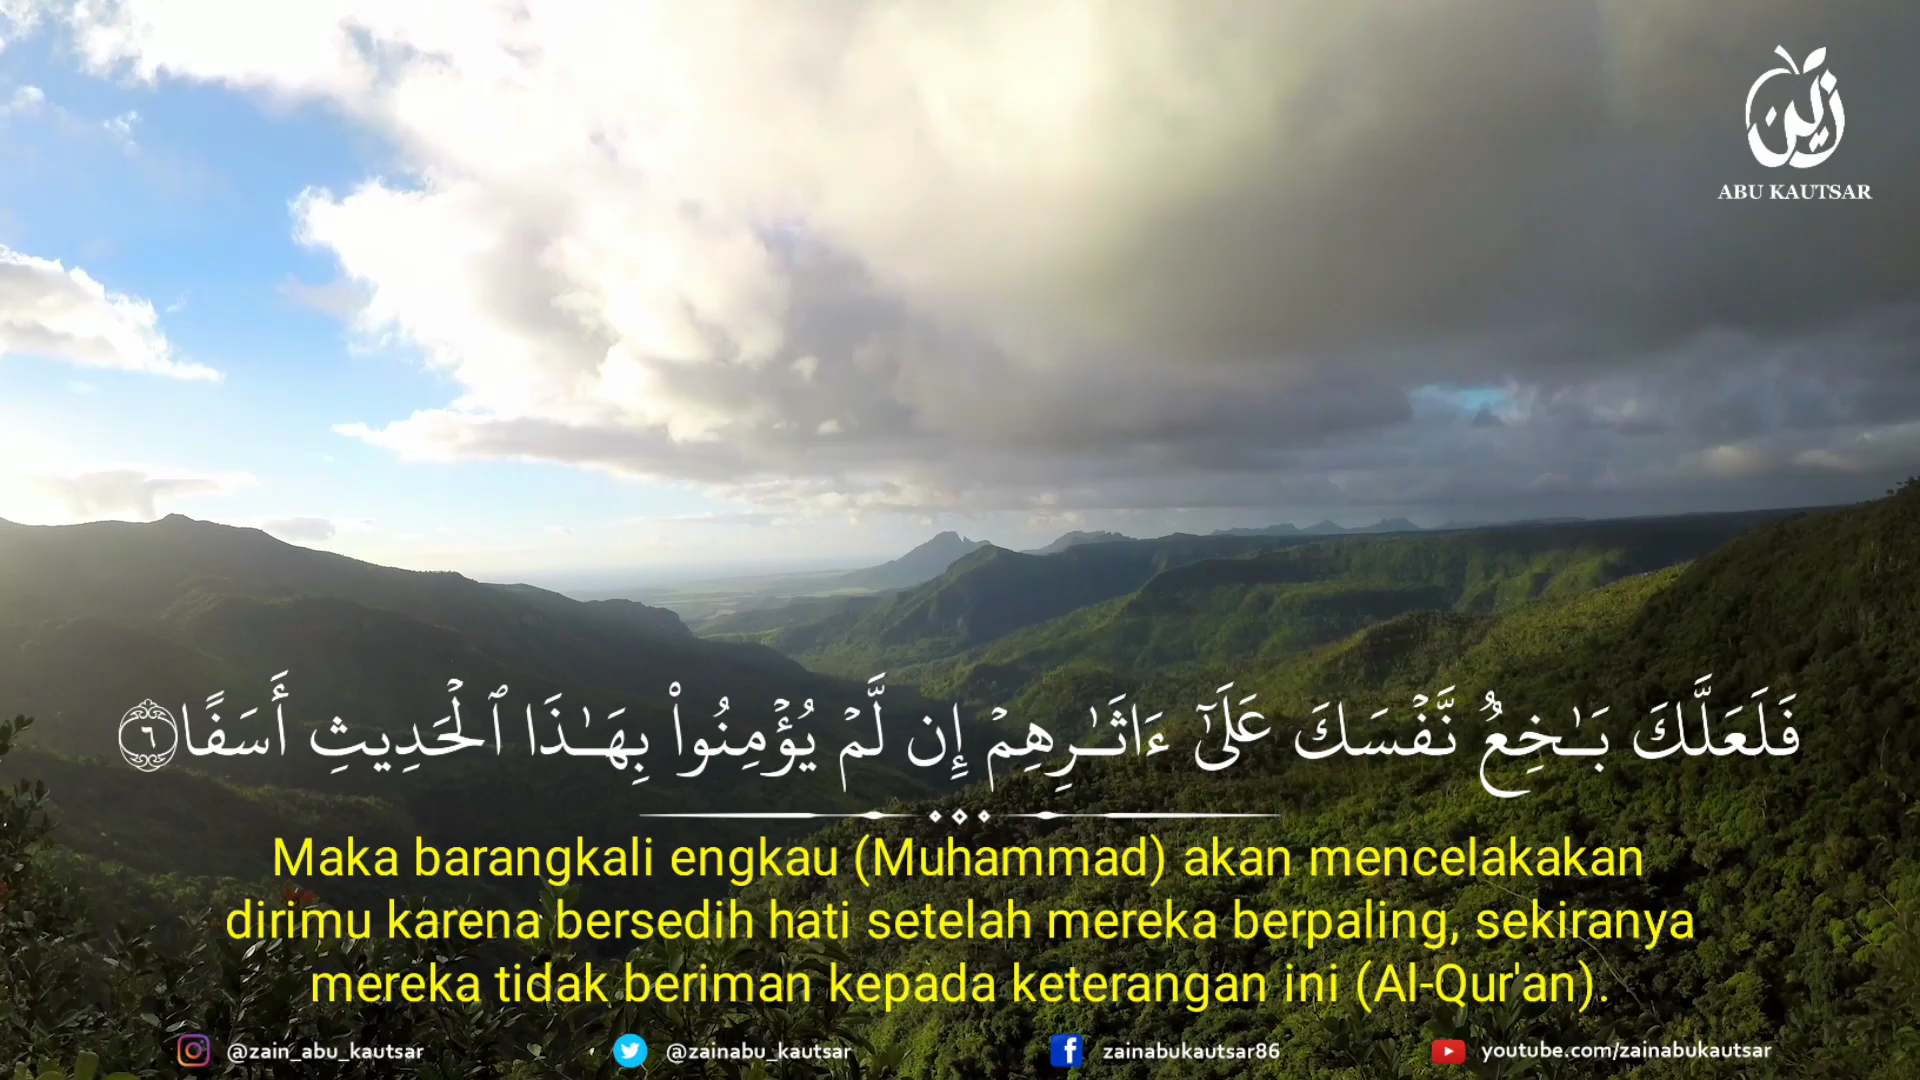 زين
ABU KAUTSAR
فَلَعَلَّكَ بَـٰخِعٌ نَّفْسَكَ عَلَىٰٓ ءَاثَـٰرِهِمْ إِن لَّمْ يُؤْمِنُوا۟ بِهَـٰذَا ٱلْحَدِيثِ أَسَفًا ٦
Maka barangkali engkau (Muhammad) akan mencelakakan
dirimu karena bersedih hati setelah mereka berpaling, sekiranya
mereka tidak beriman kepada keterangan ini (Al-Qur'an).
@zain_abu_kautsar @zainabu_kautsar zainabukautsar86 youtube.com/zainabukautsar